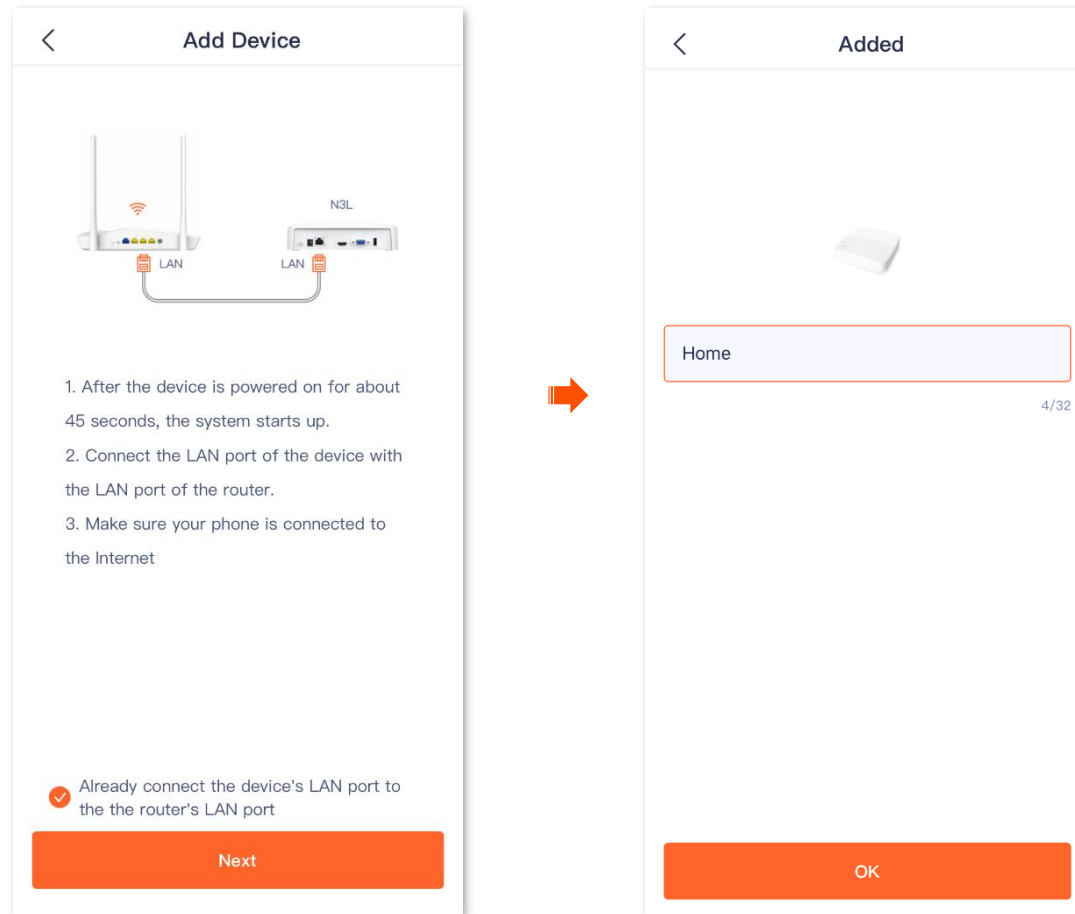 Add Device
N3L
LAN
LAN
1. After the device is powered on for about
45 seconds, the system starts up.
2. Connect the LAN port of the device with
the LAN port of the router.
3. Make sure your phone is connected to
the Internet
Already connect the device's LAN port to
the the router's LAN port
Next
Added
Home
4/32
OK